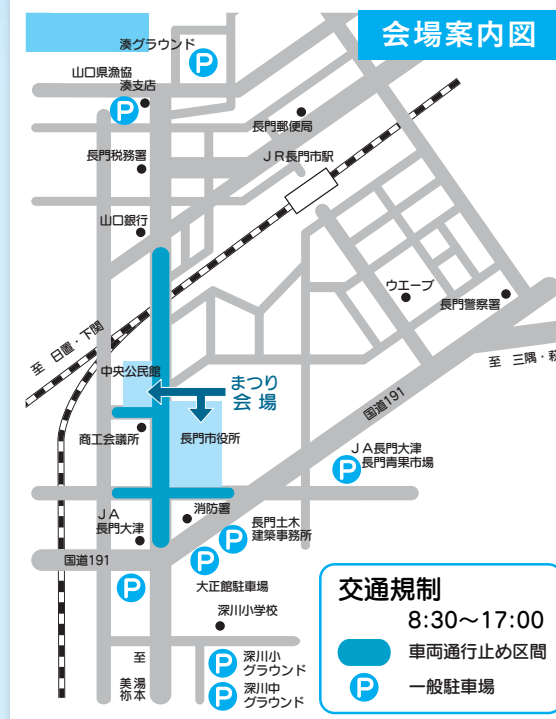 会場案内図
湊グラウンド
P
山口県漁協
湊支店
P
長門郵便局
長門税務署
JR長門市駅
山口銀行
ウエーブ
長門警察署
至 日置・下関
至 三隅・萩
中央公民館
まつり
会場
国道191
商工会議所
長門市役所
JA長門大津
長門青果市場
P
消防署
JA
長門大津
長門土木
建築事務所
P
国道191
P
P
大正館駐車場
深川小学校
至 湯本
美祢
P 深川小
グラウンド
P 深川中
グラウンド
交通規制
8:30〜17:00
車両通行止め区間
P 一般駐車場